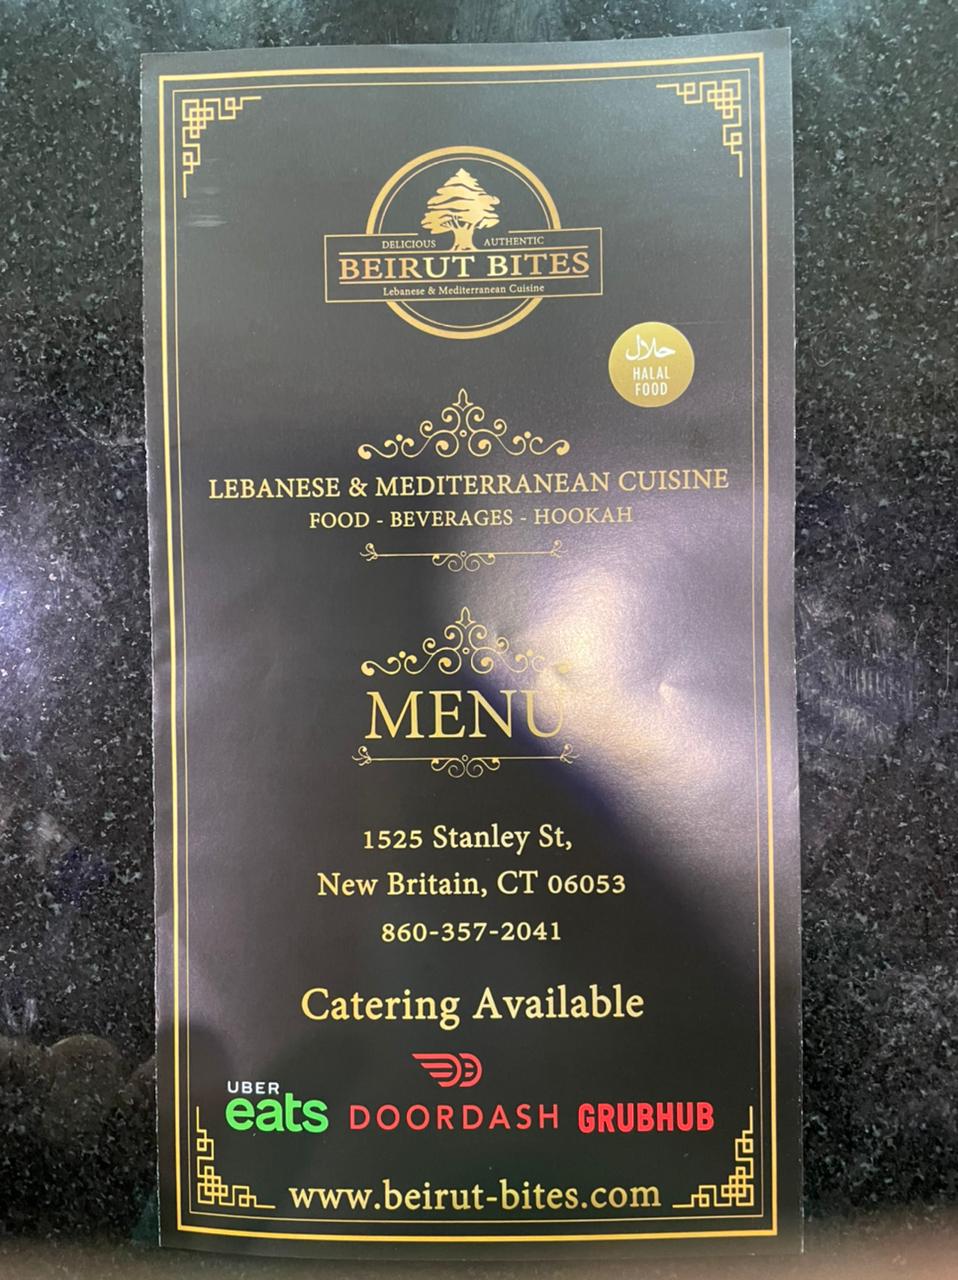 DELICIOUS AUTHENTIC
BEIRUT BITES
Lebanese & Mediterranean Cuisine
حلال
HALAL
FOOD
LEBANESE & MEDITERRANEAN CUISINE
FOOD - BEVERAGES - HOOKAH
MENU
1525 Stanley St,
New Britain, CT 06053
860-357-2041
Catering Available
UBER
eats DOORDASH GRUBHUB
www.beirut-bites.com